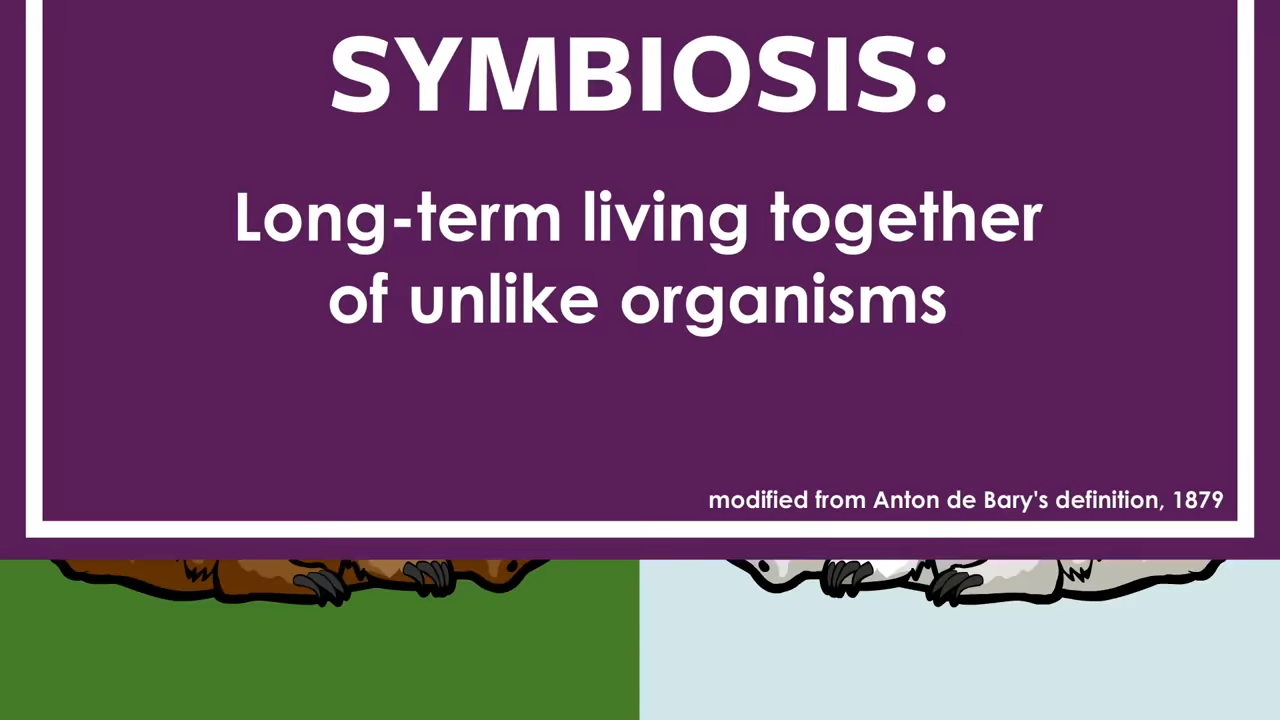 SYMBIOSIS:
Long-term living together
of unlike organisms
modified from Anton de Bary's definition, 1879